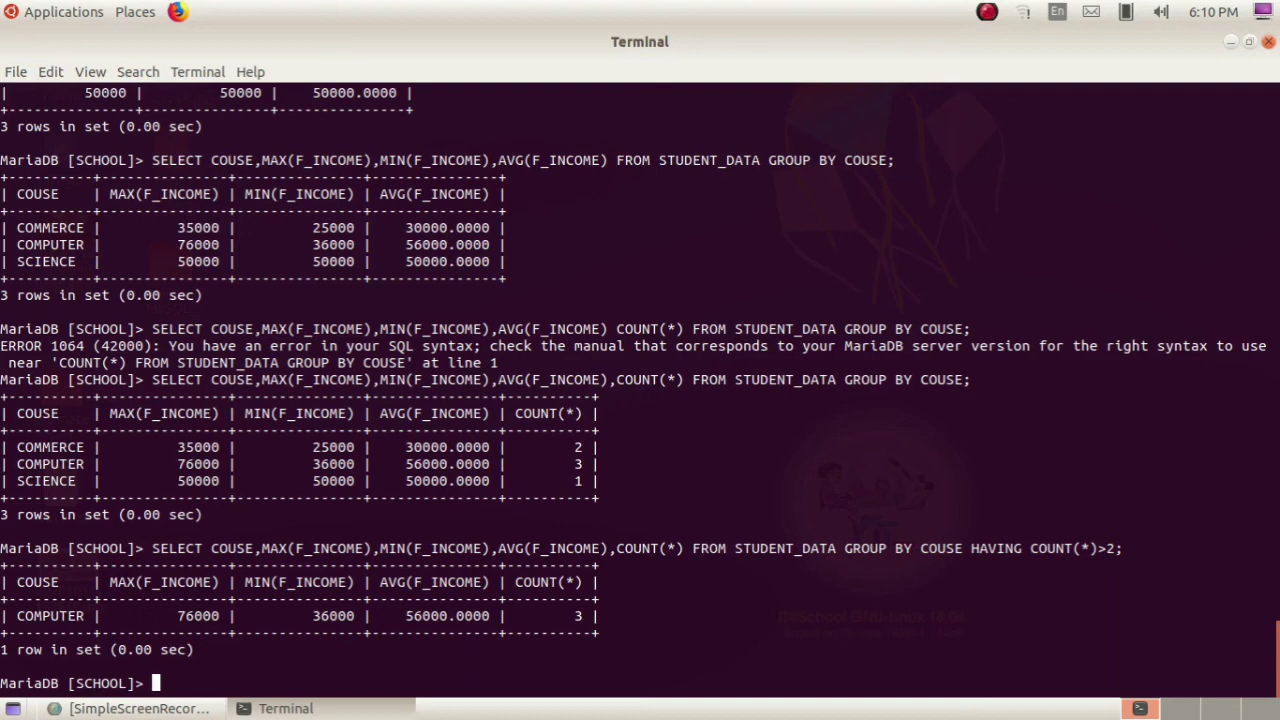 Applications Places En 6:10 PM
Terminal
File Edit View Search Terminal Help
| 50000 | 50000 | 50000.0000 |
+---------------+---------------+---------------+
3 rows in set (0.00 sec)
MariaDB [SCHOOL]> SELECT COUSE,MAX(F_INCOME),MIN(F_INCOME),AVG(F_INCOME) FROM STUDENT_DATA GROUP BY COUSE;
+----------+---------------+---------------+---------------+
| COUSE | MAX(F_INCOME) | MIN(F_INCOME) | AVG(F_INCOME) |
+----------+---------------+---------------+---------------+
| COMMERCE | 35000 | 25000 | 30000.0000 |
| COMPUTER | 76000 | 36000 | 56000.0000 |
| SCIENCE | 50000 | 50000 | 50000.0000 |
+----------+---------------+---------------+---------------+
3 rows in set (0.00 sec)
MariaDB [SCHOOL]> SELECT COUSE,MAX(F_INCOME),MIN(F_INCOME),AVG(F_INCOME) COUNT(*) FROM STUDENT_DATA GROUP BY COUSE;
ERROR 1064 (42000): You have an error in your SQL syntax; check the manual that corresponds to your MariaDB server version for the right syntax to use
near 'COUNT(*) FROM STUDENT_DATA GROUP BY COUSE' at line 1
MariaDB [SCHOOL]> SELECT COUSE,MAX(F_INCOME),MIN(F_INCOME),AVG(F_INCOME),COUNT(*) FROM STUDENT_DATA GROUP BY COUSE;
+----------+---------------+---------------+---------------+----------+
| COUSE | MAX(F_INCOME) | MIN(F_INCOME) | AVG(F_INCOME) | COUNT(*) |
+----------+---------------+---------------+---------------+----------+
| COMMERCE | 35000 | 25000 | 30000.0000 | 2 |
| COMPUTER | 76000 | 36000 | 56000.0000 | 3 |
| SCIENCE | 50000 | 50000 | 50000.0000 | 1 |
+----------+---------------+---------------+---------------+----------+
3 rows in set (0.00 sec)
MariaDB [SCHOOL]> SELECT COUSE,MAX(F_INCOME),MIN(F_INCOME),AVG(F_INCOME),COUNT(*) FROM STUDENT_DATA GROUP BY COUSE HAVING COUNT(*)>2;
+----------+---------------+---------------+---------------+----------+
| COUSE | MAX(F_INCOME) | MIN(F_INCOME) | AVG(F_INCOME) | COUNT(*) |
+----------+---------------+---------------+---------------+----------+
| COMPUTER | 76000 | 36000 | 56000.0000 | 3 |
+----------+---------------+---------------+---------------+----------+
1 row in set (0.00 sec)
MariaDB [SCHOOL]>
[SimpleScreenRecor... Terminal